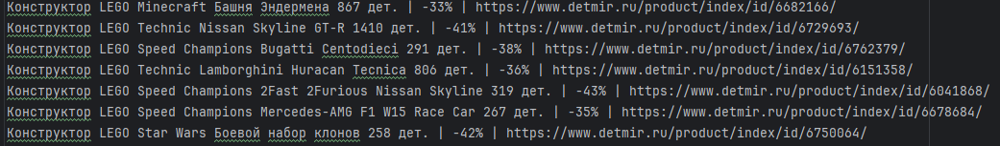 Конструктор LEGO Minecraft Башня Эндермена 867 дет. | -33% | https://www.detmir.ru/product/index/id/6682166/
Конструктор LEGO Technic Nissan Skyline GT-R 1410 дет. | -41% | https://www.detmir.ru/product/index/id/6729693/
Конструктор LEGO Speed Champions Bugatti Centodieci 291 дет. | -38% | https://www.detmir.ru/product/index/id/6762379/
Конструктор LEGO Technic Lamborghini Huracan Tecnica 806 дет. | -36% | https://www.detmir.ru/product/index/id/6151358/
Конструктор LEGO Speed Champions 2Fast 2Furious Nissan Skyline 319 дет. | -43% | https://www.detmir.ru/product/index/id/6041868/
Конструктор LEGO Speed Champions Mercedes-AMG F1 W15 Race Car 267 дет. | -35% | https://www.detmir.ru/product/index/id/6678684/
Конструктор LEGO Star Wars Боевой набор клонов 258 дет. | -42% | https://www.detmir.ru/product/index/id/6750064/